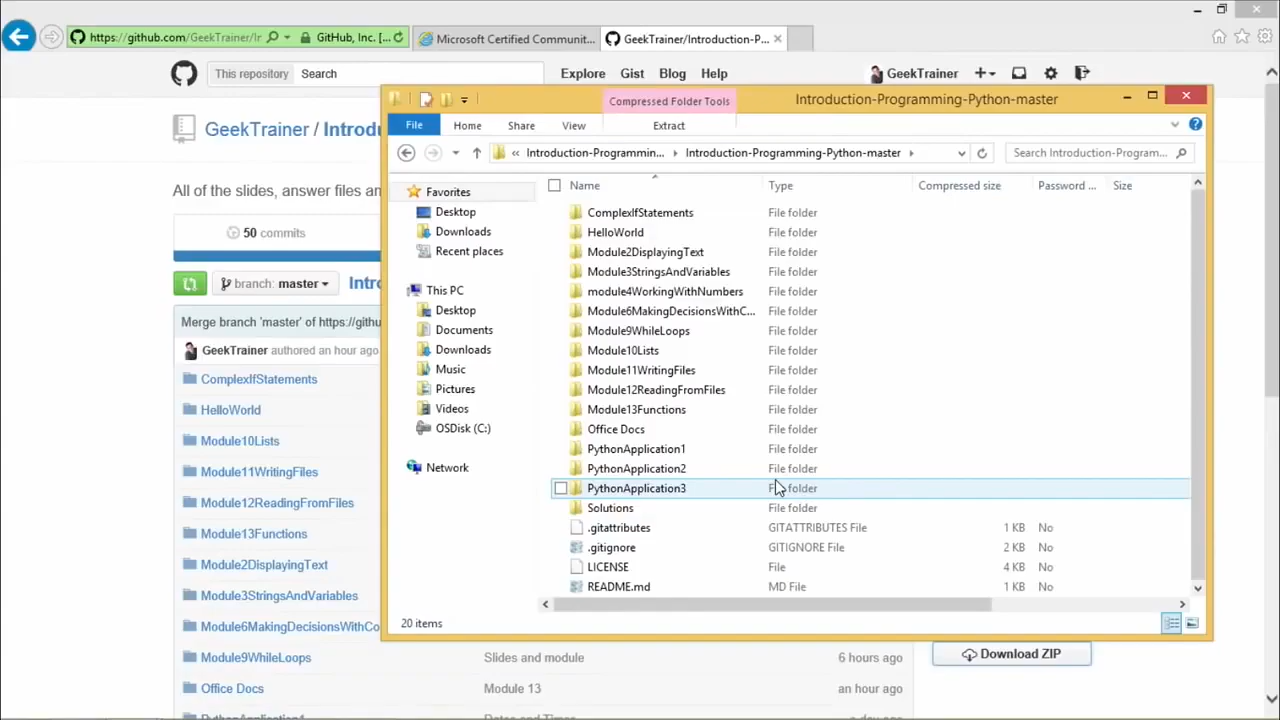 https://github.com/GeekTrainer/Ir
GitHub, Inc. [...
Microsoft Certified Communit...
GeekTrainer/Introduction-P...
This repository
Search
Explore
Gist
Blog
Help
GeekTrainer
Compressed Folder Tools
Introduction-Programming-Python-master
File
Home
Share
View
Extract
GeekTrainer / Introdu
« Introduction-Programmin...
Introduction-Programming-Python-master
Search Introduction-Program...
All of the slides, answer files an
50 commits
branch: master
Intro
Merge branch 'master' of https://githu
GeekTrainer authored an hour ago
ComplexIfStatements
HelloWorld
Module10Lists
Module11WritingFiles
Module12ReadingFromFiles
Module13Functions
Module2DisplayingText
Module3StringsAndVariables
Module6MakingDecisionsWithCo
Module9WhileLoops
Slides and module
6 hours ago
Office Docs
Module 13
an hour ago
PythonApplication1
Dates and Times
a day ago
Favorites
Desktop
Downloads
Recent places
This PC
Desktop
Documents
Downloads
Music
Pictures
Videos
OSDisk (C:)
Network
Name
Type
Compressed size
Password ...
Size
ComplexIfStatements
File folder
HelloWorld
File folder
Module2DisplayingText
File folder
Module3StringsAndVariables
File folder
module4WorkingWithNumbers
File folder
Module6MakingDecisionsWithC...
File folder
Module9WhileLoops
File folder
Module10Lists
File folder
Module11WritingFiles
File folder
Module12ReadingFromFiles
File folder
Module13Functions
File folder
Office Docs
File folder
PythonApplication1
File folder
PythonApplication2
File folder
PythonApplication3
File folder
Solutions
File folder
.gitattributes
GITATTRIBUTES File
1 KB
No
.gitignore
GITIGNORE File
2 KB
No
LICENSE
File
4 KB
No
README.md
MD File
1 KB
No
20 items
Download ZIP